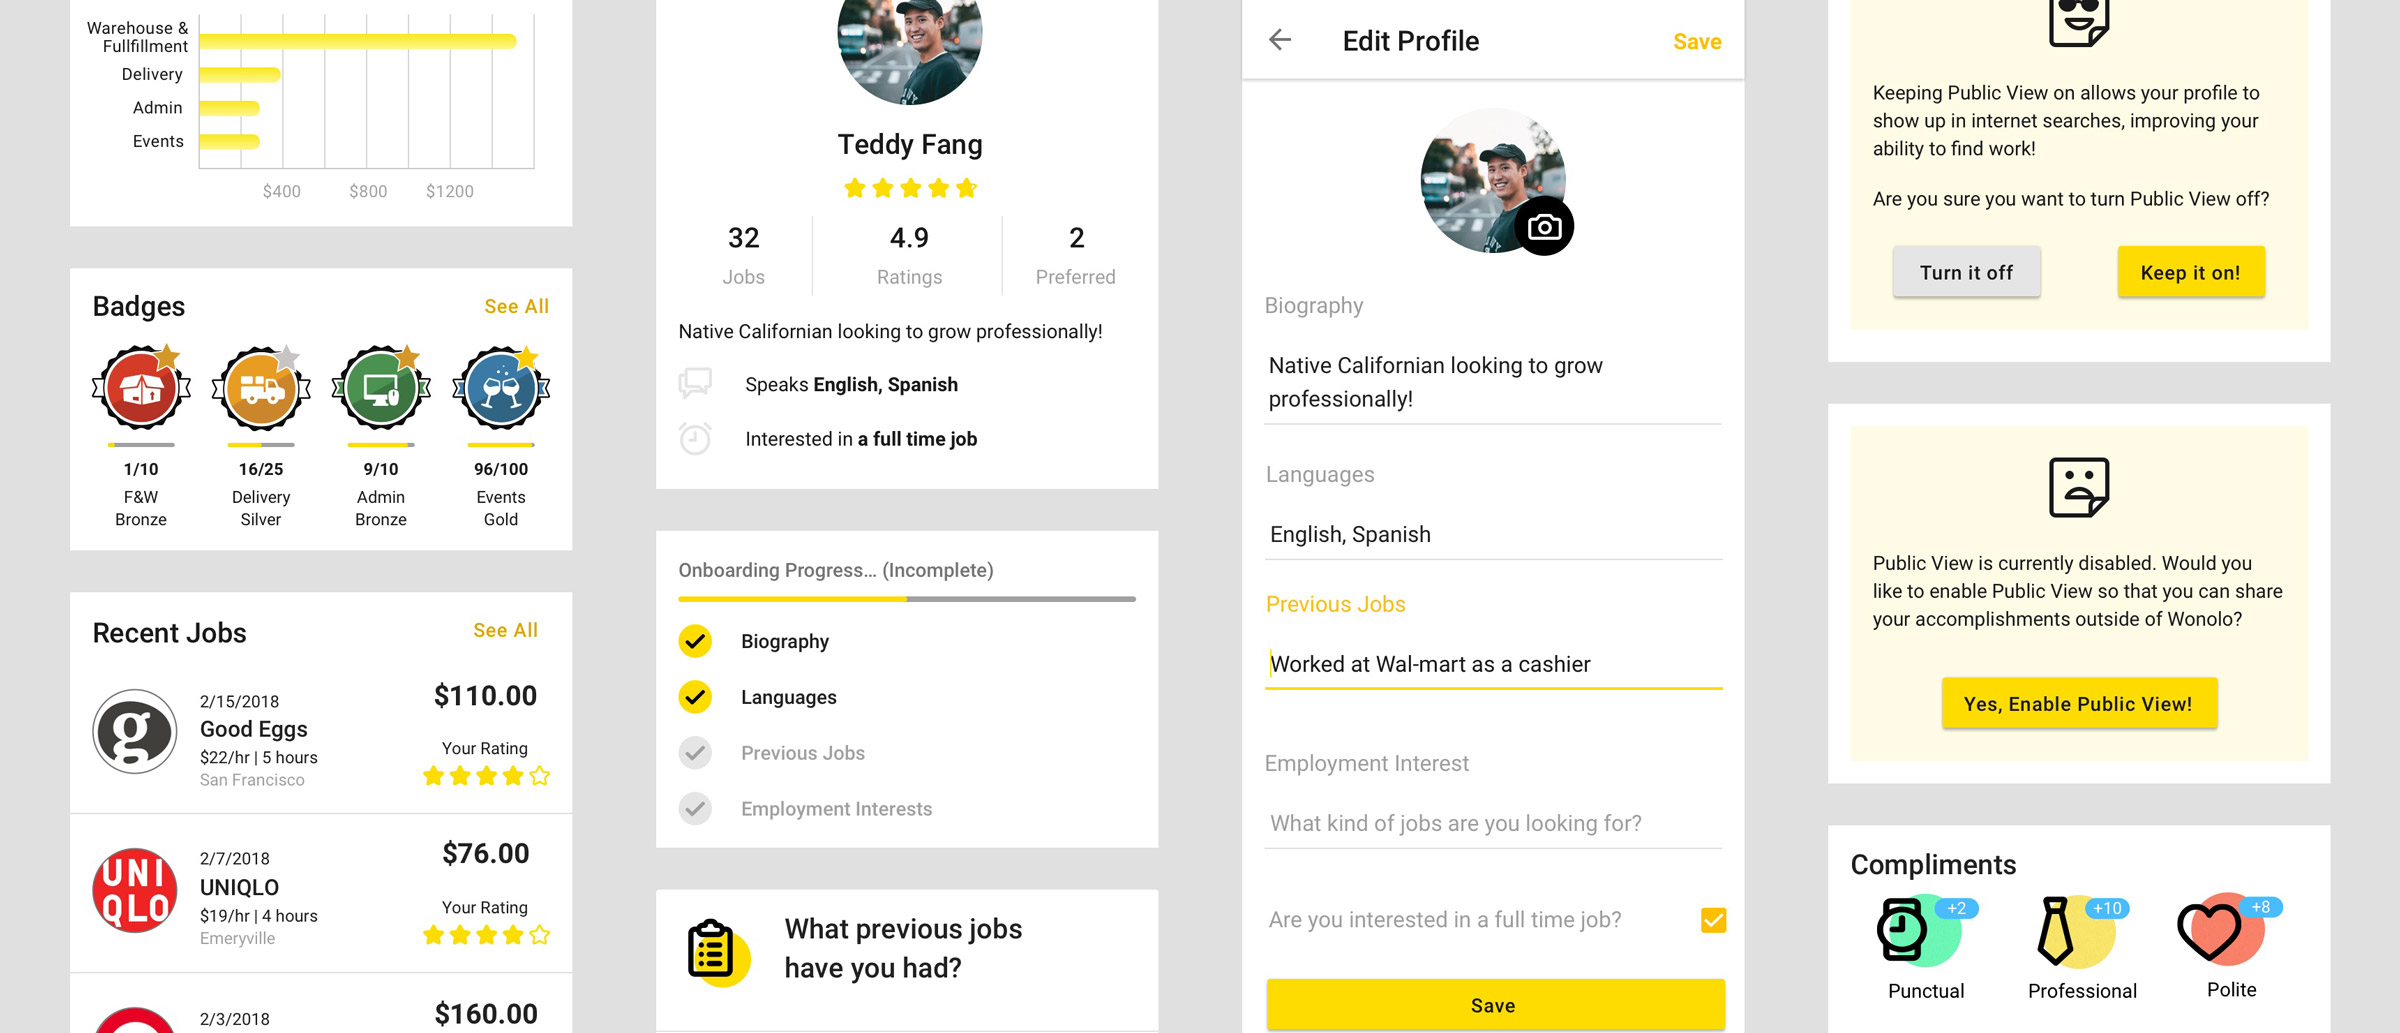 Warehouse &
Fullfillment
Delivery
Admin
Events
$400
$800
$1200
Badges
See All
1/10
F&W
Bronze
16/25
Delivery
Silver
9/10
Admin
Bronze
96/100
Events
Gold
Recent Jobs
See All
g
2/15/2018
Good Eggs
$22/hr | 5 hours
San Francisco
$110.00
Your Rating
UNI
QLO
2/7/2018
UNIQLO
$19/hr | 4 hours
Emeryville
$76.00
Your Rating
2/3/2018
$160.00
Teddy Fang
32
Jobs
4.9
Ratings
2
Preferred
Native Californian looking to grow professionally!
Speaks English, Spanish
Interested in a full time job
Onboarding Progress... (Incomplete)
Biography
Languages
Previous Jobs
Employment Interests
What previous jobs
have you had?
Edit Profile
Save
Biography
Native Californian looking to grow
professionally!
Languages
English, Spanish
Previous Jobs
Worked at Wal-mart as a cashier
Employment Interest
What kind of jobs are you looking for?
Are you interested in a full time job?
Save
Keeping Public View on allows your profile to
show up in internet searches, improving your
ability to find work!
Are you sure you want to turn Public View off?
Turn it off
Keep it on!
Public View is currently disabled. Would you
like to enable Public View so that you can share
your accomplishments outside of Wonolo?
Yes, Enable Public View!
Compliments
+2
Punctual
+10
Professional
+8
Polite